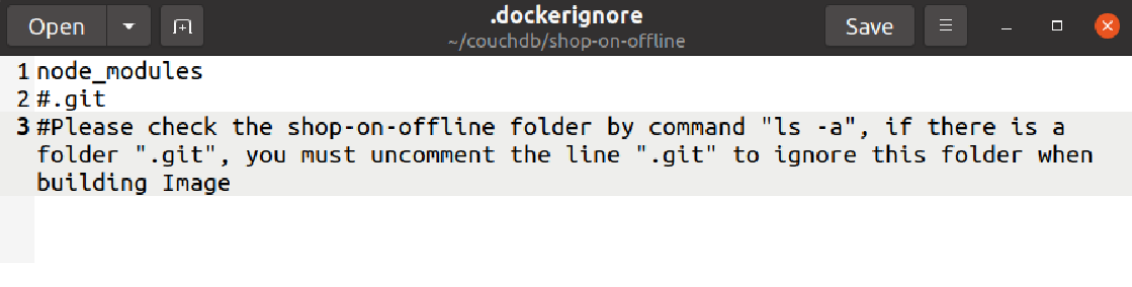 Open
.dockerignore
~/couchdb/shop-on-offline
Save
1 node_modules
2 #.git
3 #Please check the shop-on-offline folder by command "ls -a", if there is a
folder ".git", you must uncomment the line ".git" to ignore this folder when
building Image